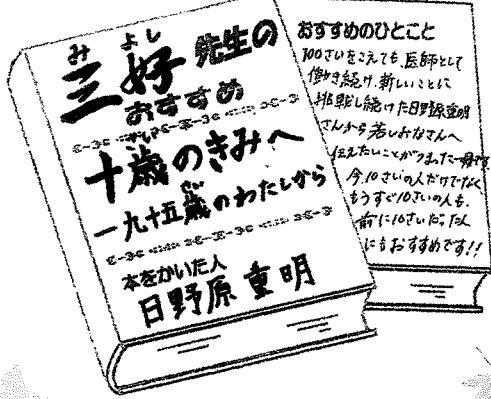 三好先生の
おすすめ
十歳のきみへ
一九十五歳のわたしから
本をかいた人
日野原重明
おすすめのひとこと
100さいをこえても、医師として
働き続け、新しいことに
挑戦し続けた日野原重明
さんから若いみなさんへ
伝えたいことがつまった一冊です。
今、10さいの人だけでなく、
もうすぐ10さいの人も、
前に10さいだった人
にもおすすめです!!